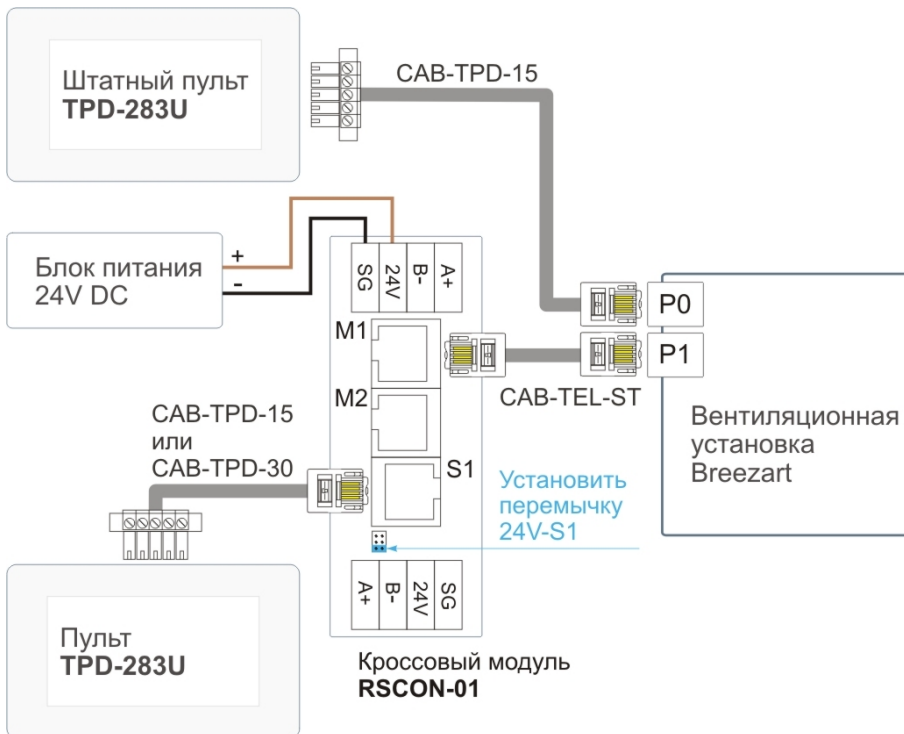 Штатный пульт
TPD-283U
CAB-TPD-15
Блок питания
24V DC
+
-
SG
24V
B-
A+
M1
M2
S1
P0
P1
CAB-TEL-ST
Вентиляционная
установка
Breezart
CAB-TPD-15
или
CAB-TPD-30
Установить
перемычку
24V-S1
A+
B-
24V
SG
Пульт
TPD-283U
Кроссовый модуль
RSCON-01